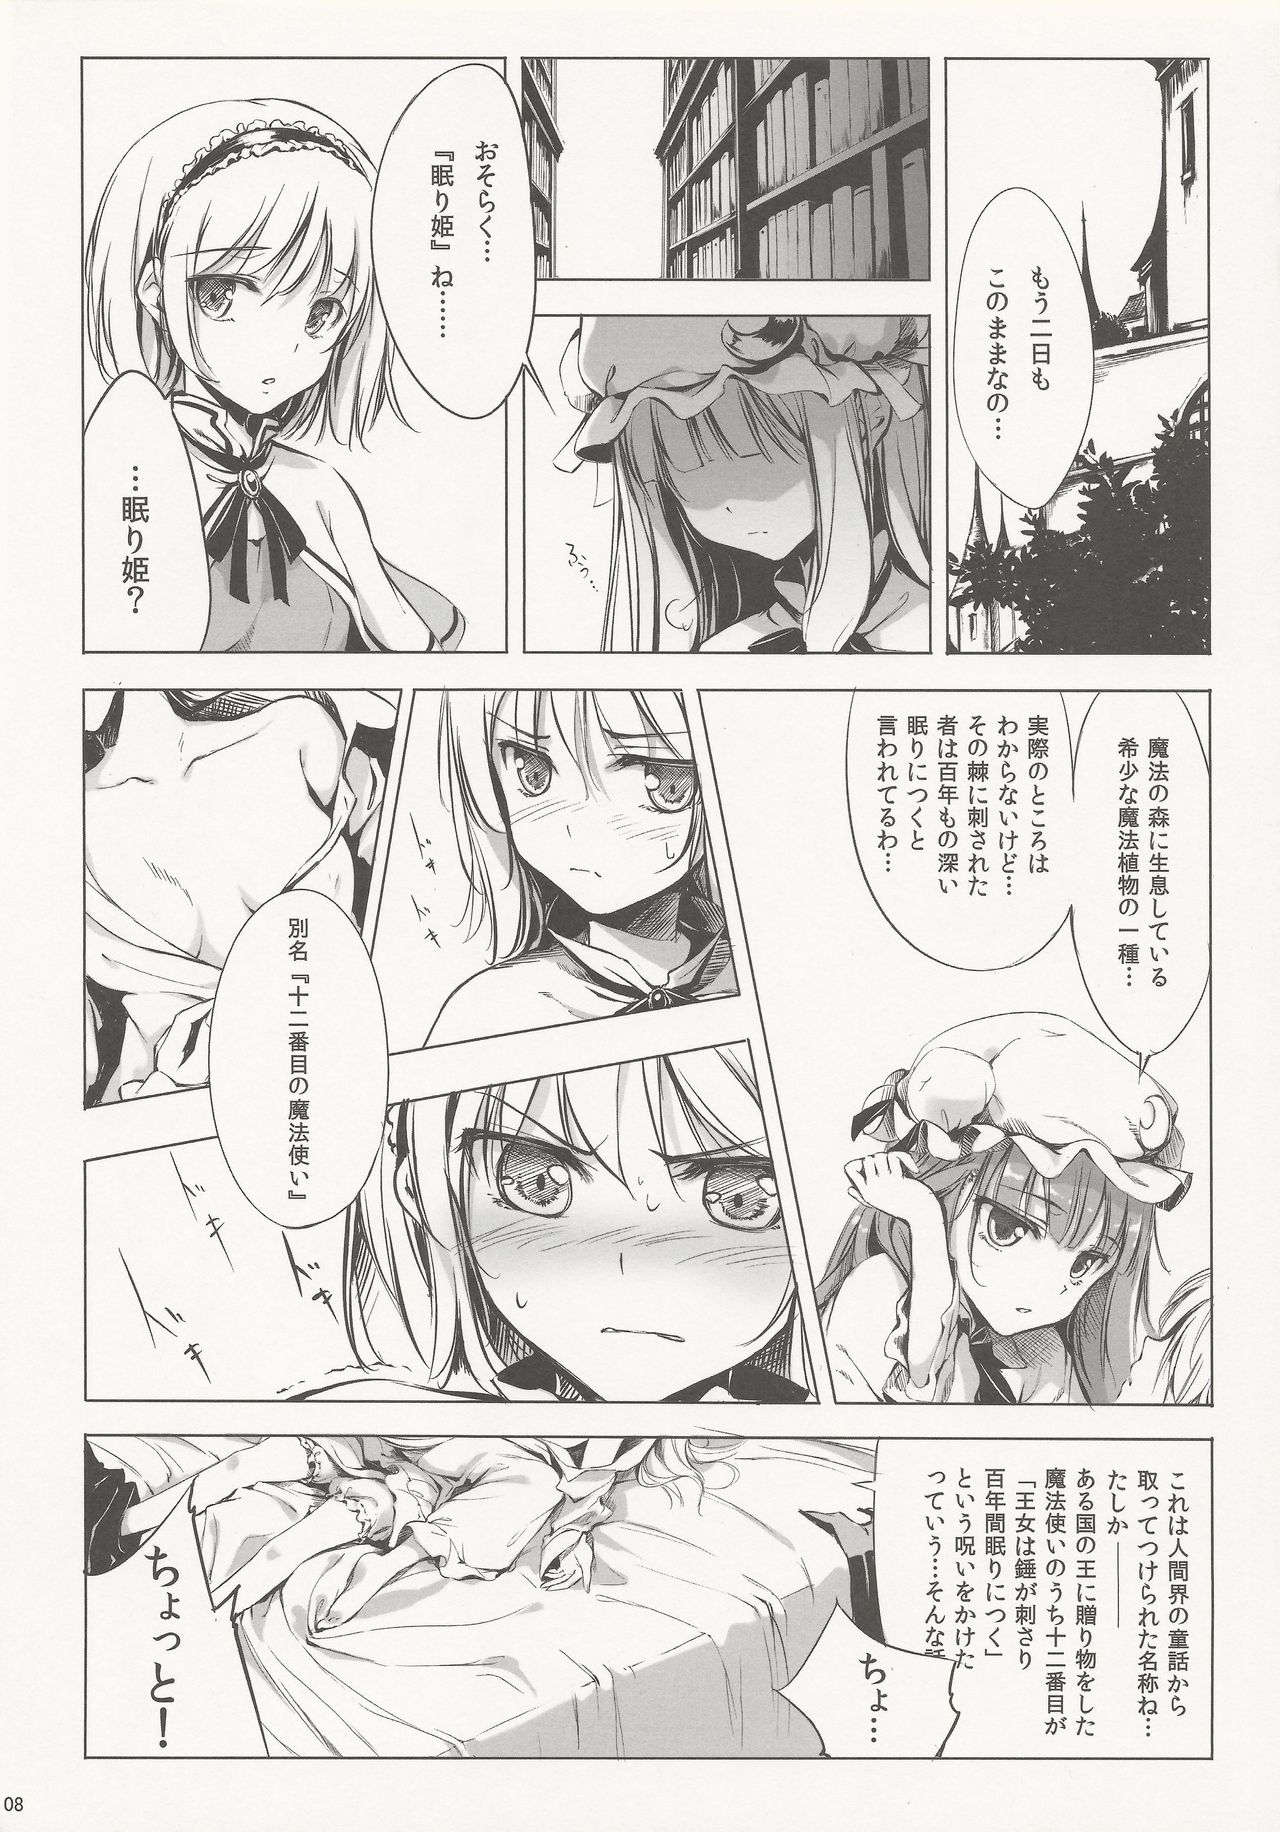 もう二日も
このままなの…
ふぅ…
おそらく…
『眠り姫』ね……
…眠り姫？
魔法の森に生息している
希少な魔法植物の一種…
実際のところは
わからないけど…
その棘に刺された
者は百年もの深い
眠りにつくと
言われてるわ…
ドキ
ドキ
別名『十二番目の魔法使い』
ドキ
ドキ
ドキ
ドキ
これは人間界の童話から
取ってつけられた名称ね…
たしか――
ある国の王に贈り物をした
魔法使いのうち十二番目が
「王女は錘が刺さり
百年間眠りにつく」
という呪いをかけた
っていう…そんな話
ちょ…
ちょっと！
08